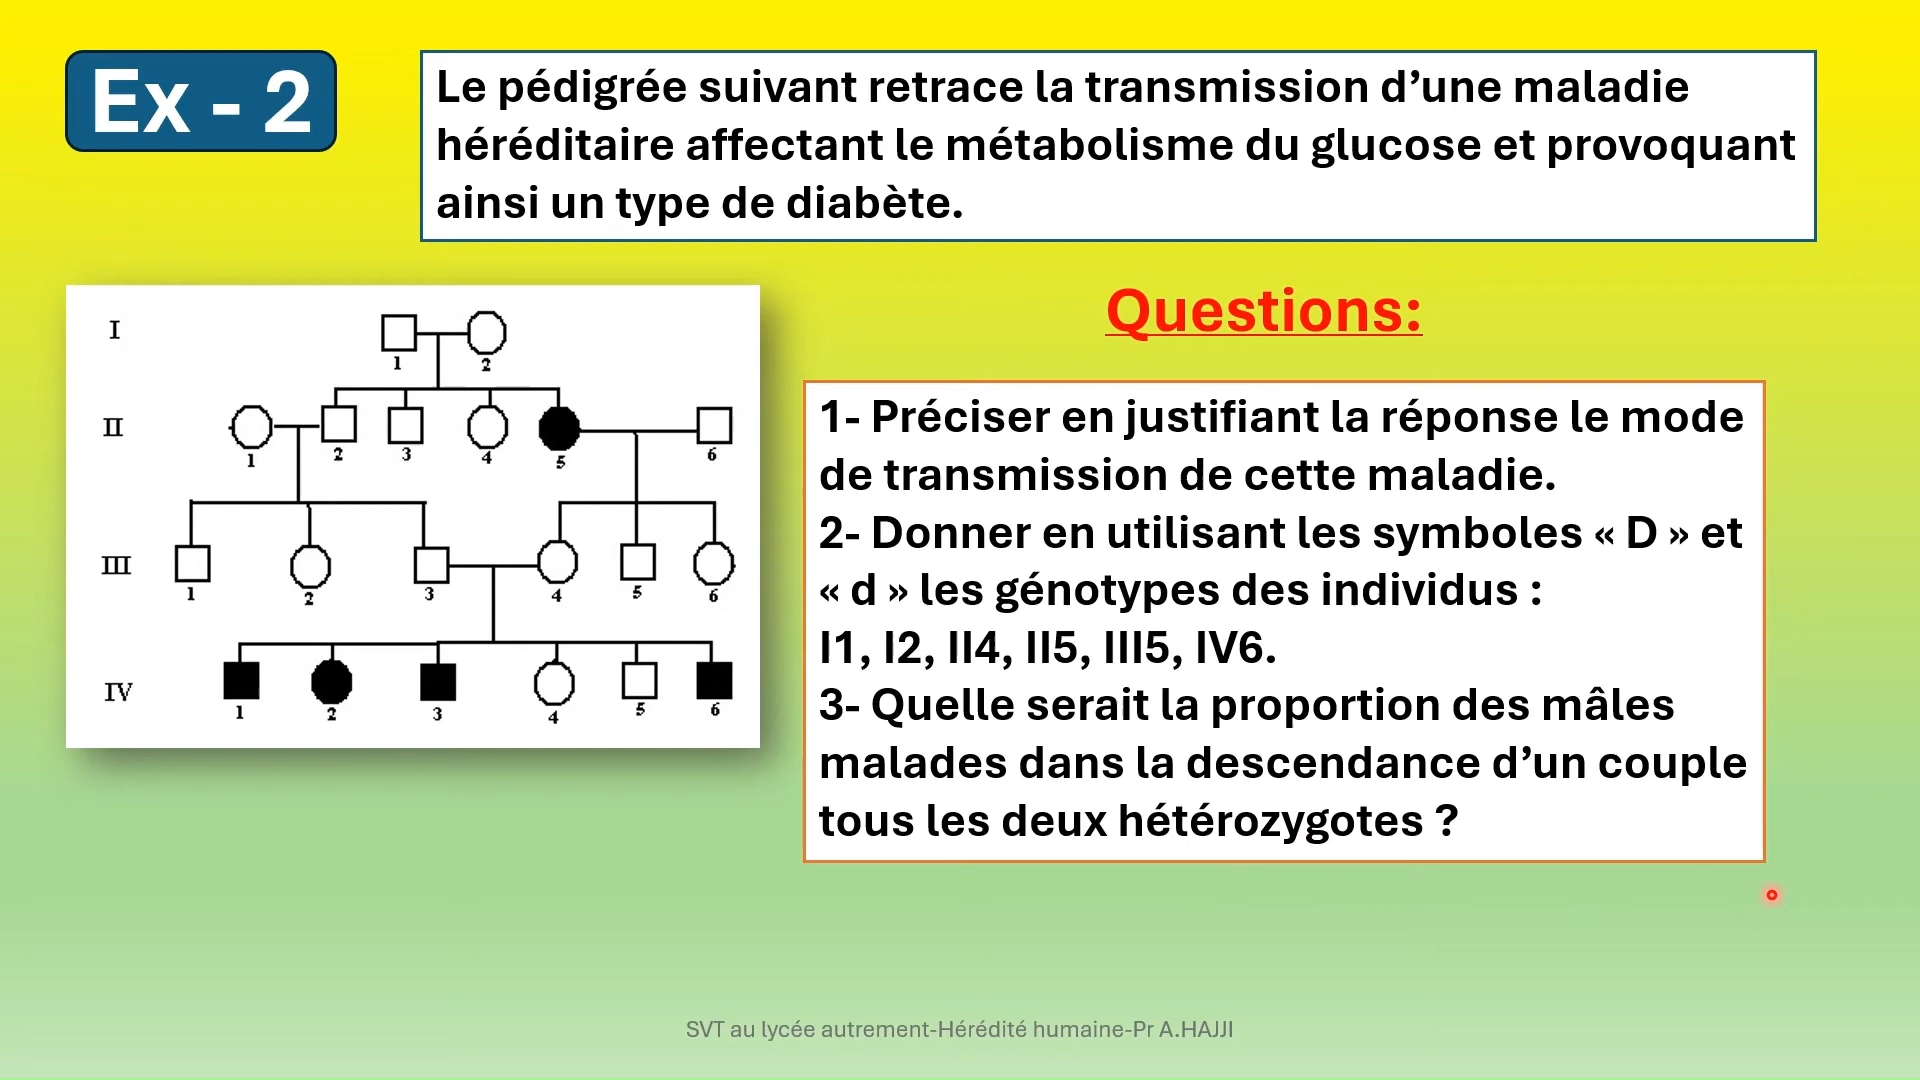 Ex - 2
Le pédigrée suivant retrace la transmission d’une maladie
héréditaire affectant le métabolisme du glucose et provoquant
ainsi un type de diabète.
Questions:
I
1 2
II
1 2 3 4 5 6
III
1 2 3 4 5 6
IV
1 2 3 4 5 6
1- Préciser en justifiant la réponse le mode
de transmission de cette maladie.
2- Donner en utilisant les symboles « D » et
« d » les génotypes des individus :
I1, I2, II4, II5, III5, IV6.
3- Quelle serait la proportion des mâles
malades dans la descendance d’un couple
tous les deux hétérozygotes ?
SVT au lycée autrement-Hérédité humaine-Pr A.HAJJI